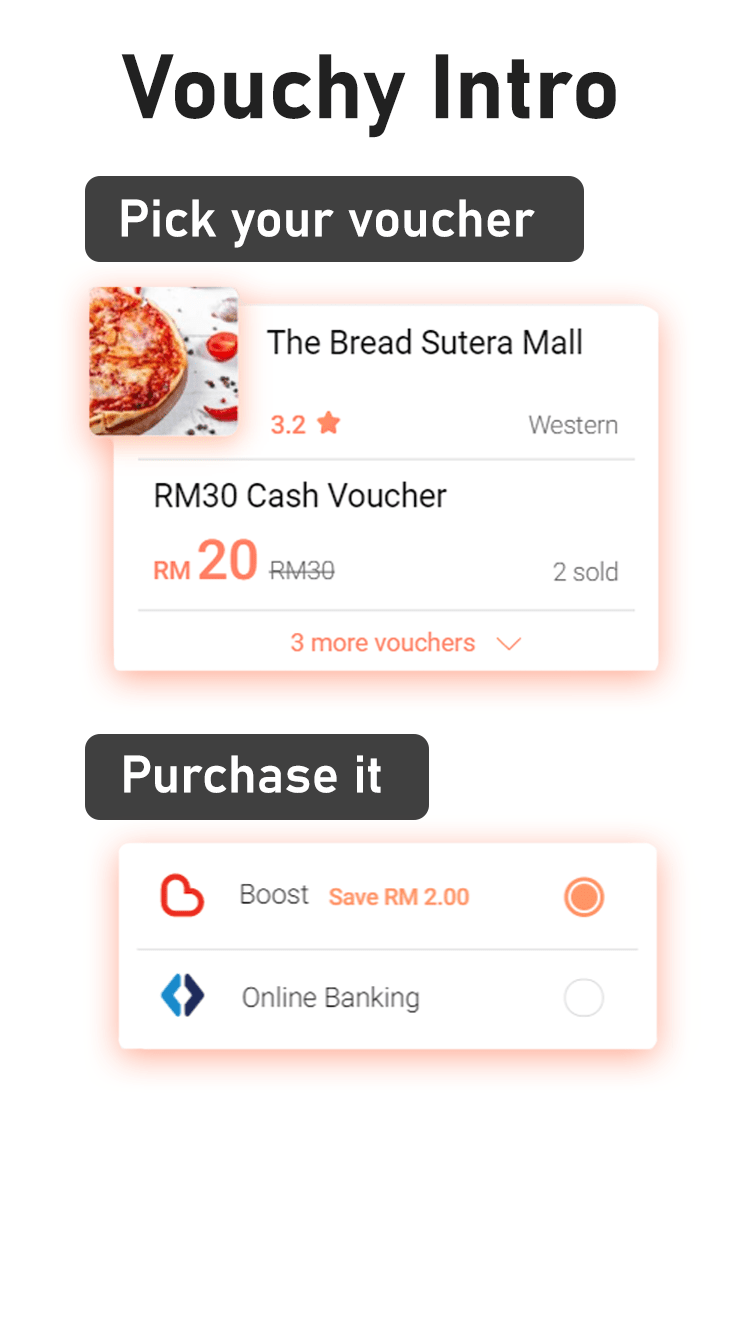 Vouchy Intro
Pick your voucher
The Bread Sutera Mall
3.2 Western
RM30 Cash Voucher
RM 20 RM30 2 sold
3 more vouchers
Purchase it
Boost Save RM 2.00
Online Banking